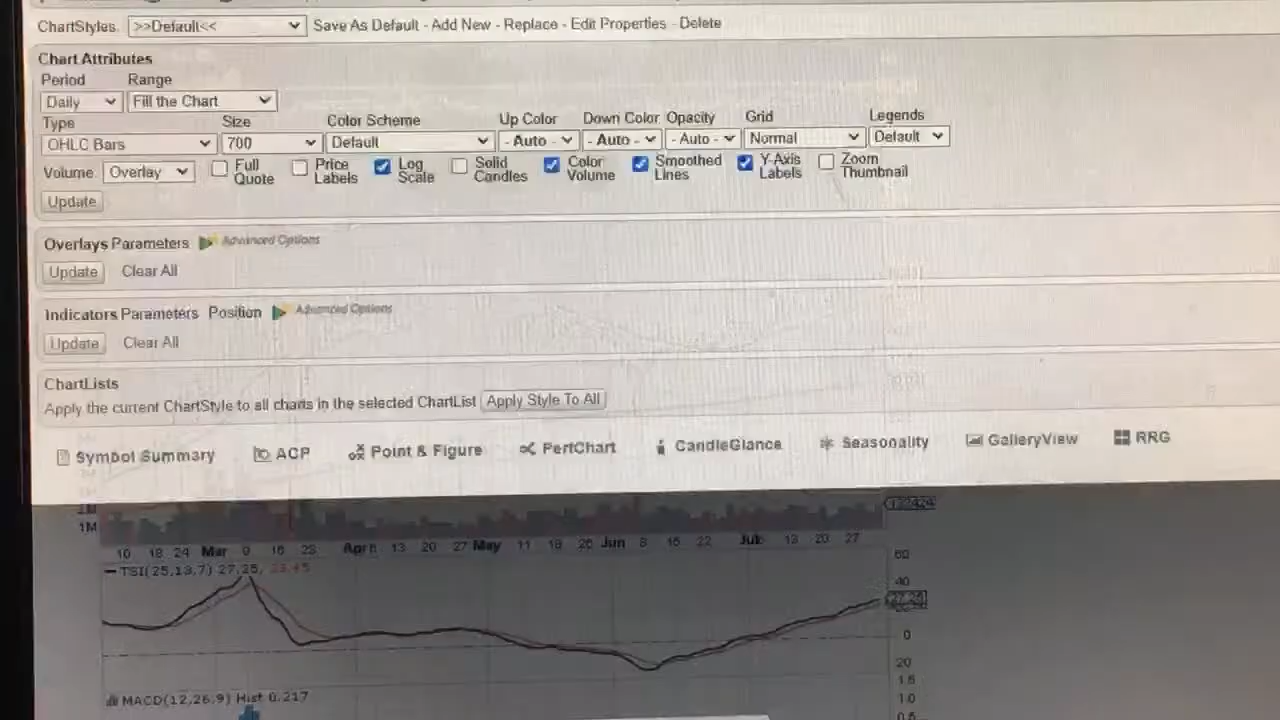 ChartStyles. >>Default<< Save As Default - Add New - Replace - Edit Properties - Delete
Chart Attributes
Period Range
Daily Fill the Chart
Type Size Color Scheme Up Color Down Color Opacity Grid Legends
OHLC Bars 700 Default - Auto - - Auto - - Auto - Normal Default
Volume. Overlay Full Quote Price Labels Log Scale Solid Candles Color Volume Smoothed Lines Y-Axis Labels Zoom Thumbnail
Update
Overlays Parameters Advanced Options
Update Clear All
Indicators Parameters Position Advanced Options
Update Clear All
ChartLists
Apply the current ChartStyle to all charts in the selected ChartList Apply Style To All
Symbol Summary ACP Point & Figure PerfChart CandleGlance Seasonality GalleryView RRG
1M
10 18 24 Mar 9 16 23 April 13 20 27 May 11 18 26 Jun 8 15 22 13 20 27
60
TSI(25,13,7) 27.25, 23.45
40
0
20
1.5
MACD(12,26,9) Hist 0.217
1.0
0.5